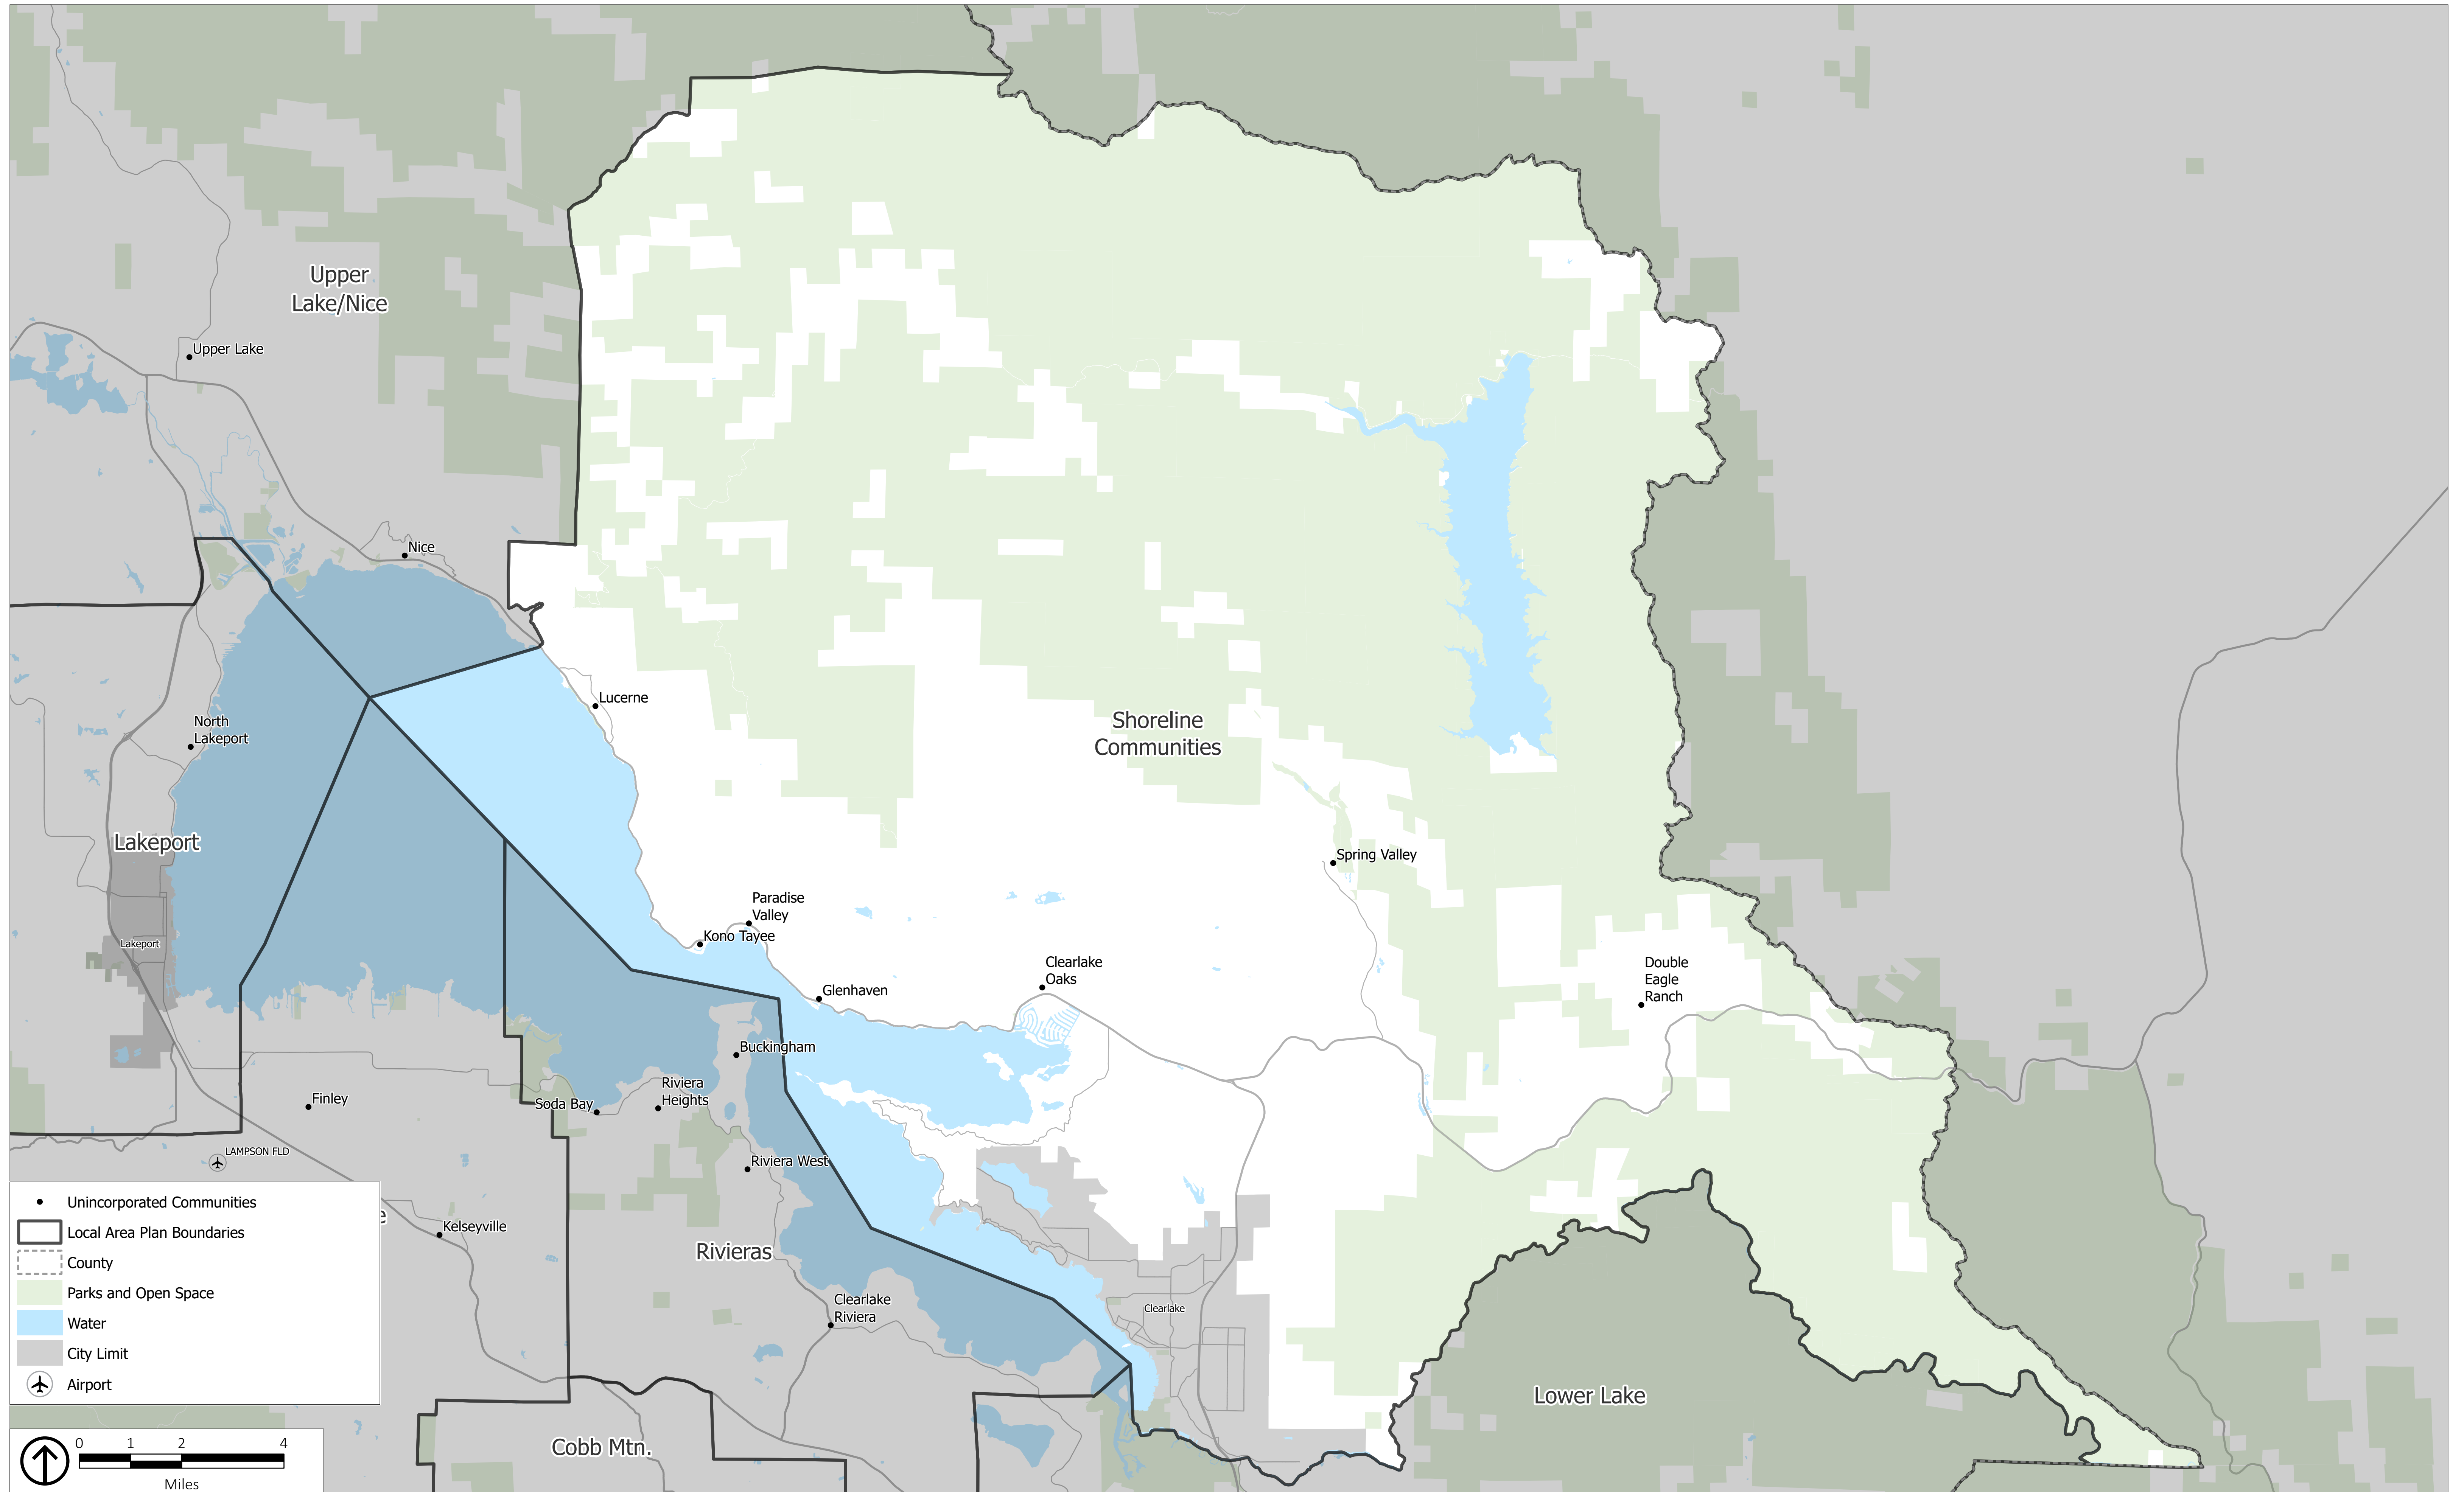 Upper
Lake/Nice
Upper Lake
Nice
Lucerne
North
Lakeport
Shoreline
Communities
Lakeport
Spring Valley
Paradise
Valley
Kono Tayee
Lakeport
Clearlake
Oaks
Double
Eagle
Ranch
Glenhaven
Buckingham
Riviera
Heights
Soda Bay
Finley
LAMPSON FLD
Riviera West
e
Kelseyville
Rivieras
Clearlake
Riviera
Clearlake
Lower Lake
Cobb Mtn.
Unincorporated Communities
Local Area Plan Boundaries
County
Parks and Open Space
Water
City Limit
Airport
0 1 2 4
Miles